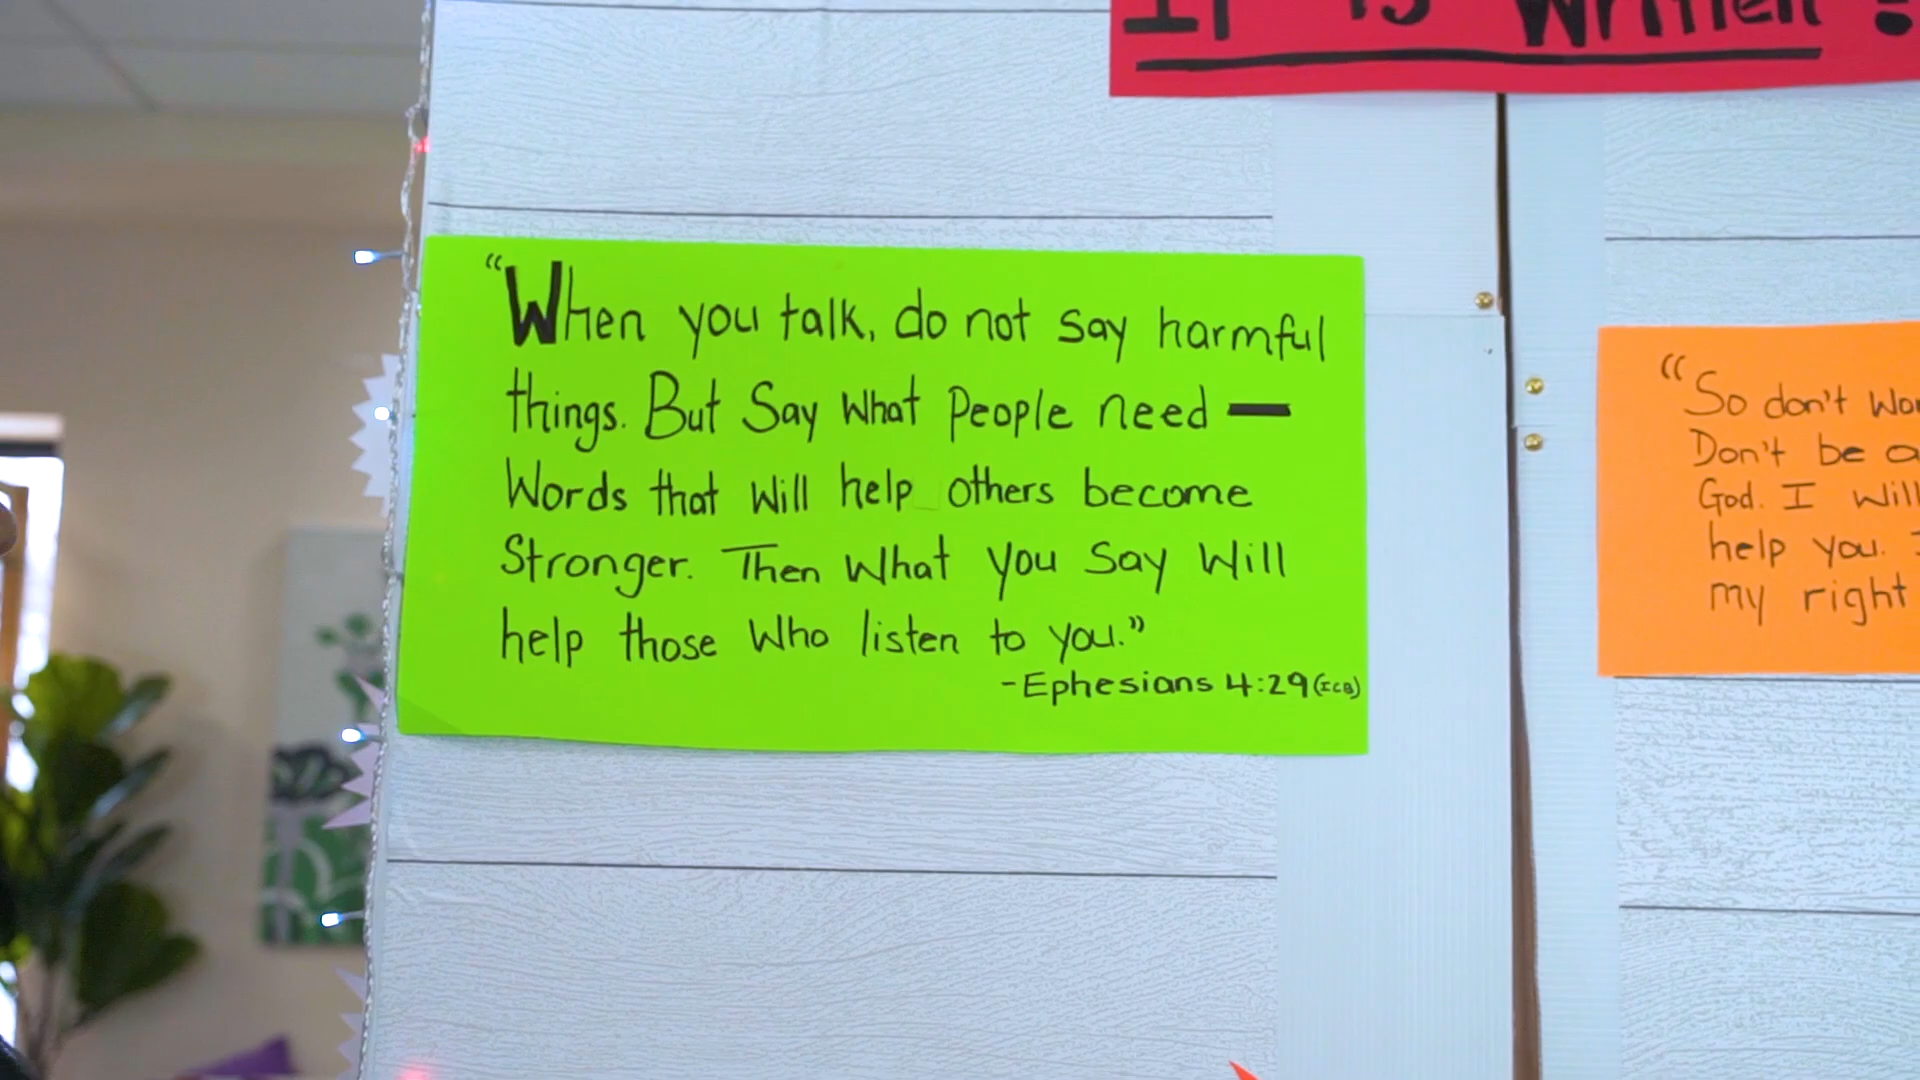 It is Written :
“When you talk, do not say harmful
things. But Say What People need —
Words that Will help others become
Stronger. Then What you Say Will
help those Who listen to you.”
- Ephesians 4:29 (ICB)
“So don't
Don't be
God. I will
help you.
my right